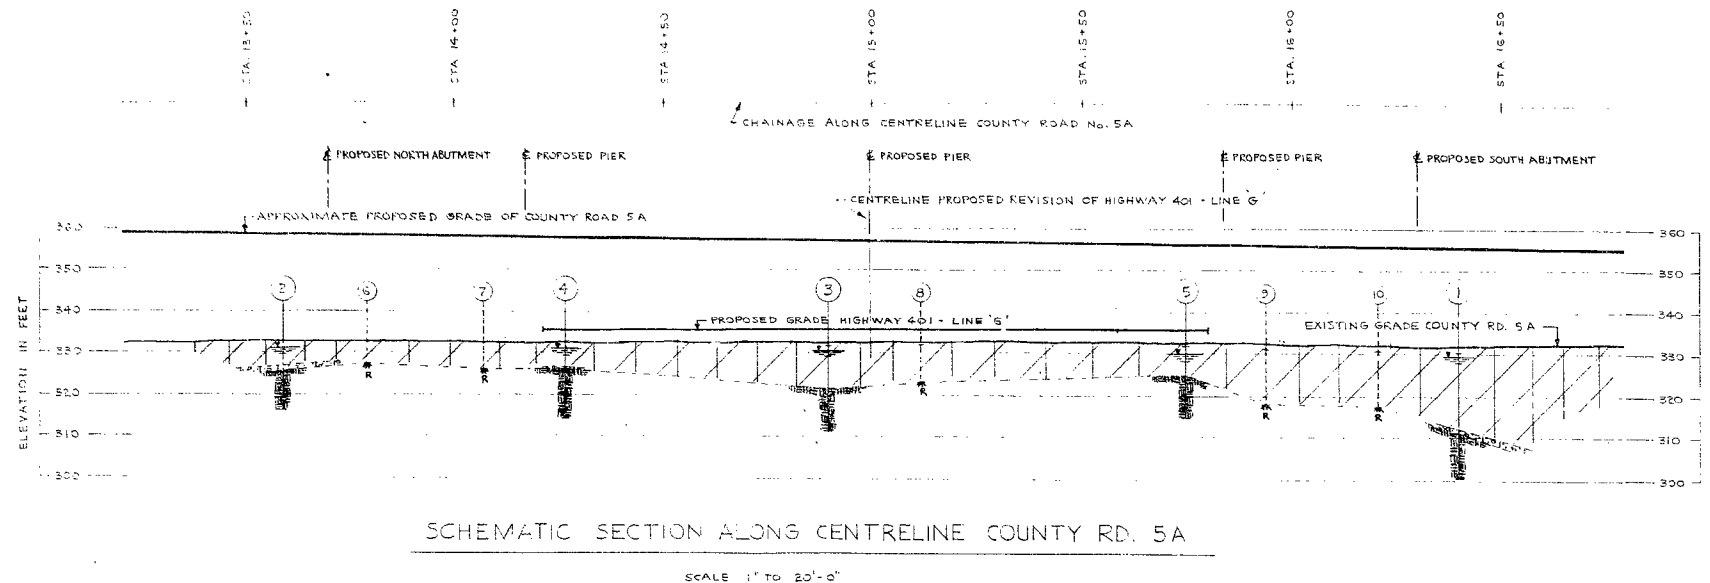 STA. 13+50
STA. 14+00
STA. 14+50
STA. 15+00
STA. 15+50
STA. 16+00
STA. 16+50
CHAINAGE ALONG CENTRELINE COUNTY ROAD No. 5A
℄ PROPOSED NORTH ABUTMENT
℄ PROPOSED PIER
℄ PROPOSED PIER
℄ PROPOSED PIER
℄ PROPOSED SOUTH ABUTMENT
CENTRELINE PROPOSED REVISION OF HIGHWAY 401 - LINE 'G'
APPROXIMATE PROPOSED GRADE OF COUNTY ROAD 5A
ELEVATION IN FEET
360
350
340
330
320
310
300
2
6
7
4
3
8
5
9
10
1
PROPOSED GRADE HIGHWAY 401 - LINE 'G'
EXISTING GRADE COUNTY RD. 5A
R
R
R
R
R
360
350
340
330
320
310
300
SCHEMATIC SECTION ALONG CENTRELINE COUNTY RD. 5A
SCALE 1" TO 20'-0"